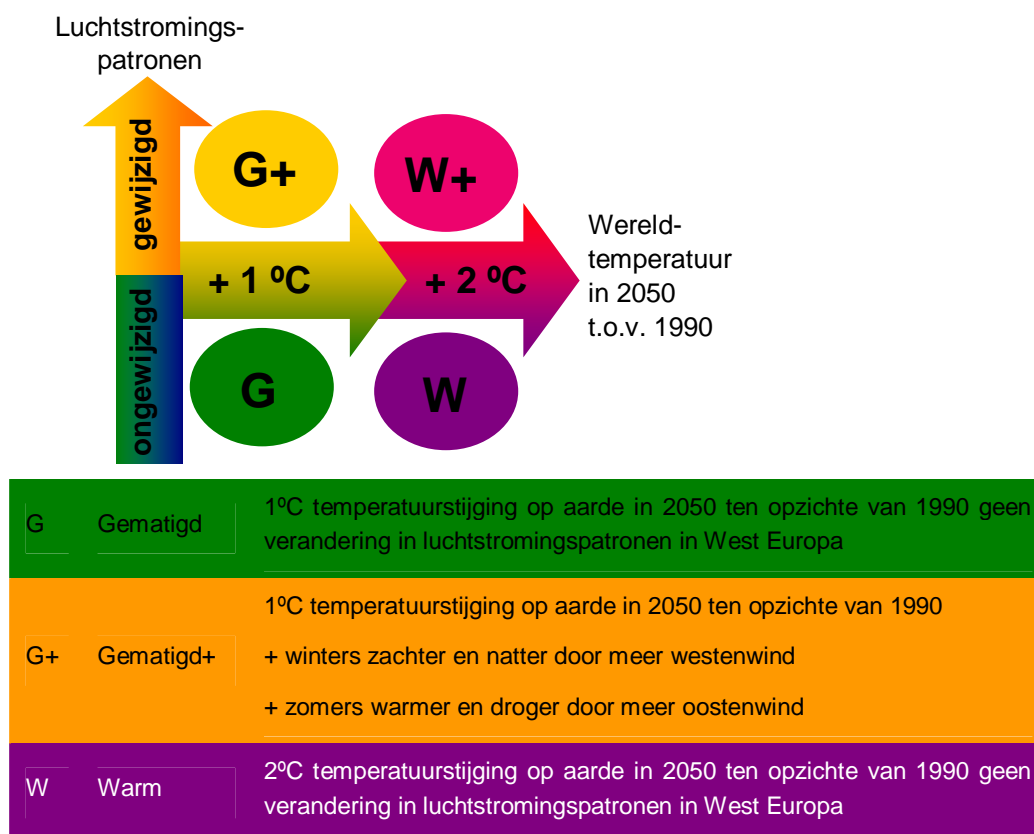 Luchtstromings-
patronen
gewijzigd
ongewijzigd
G+
W+
+ 1 ºC
+ 2 ºC
G
W
Wereld-
temperatuur
in 2050
t.o.v. 1990
G Gematigd 1ºC temperatuurstijging op aarde in 2050 ten opzichte van 1990 geen
verandering in luchtstromingspatronen in West Europa
G+ Gematigd+ 1ºC temperatuurstijging op aarde in 2050 ten opzichte van 1990
+ winters zachter en natter door meer westenwind
+ zomers warmer en droger door meer oostenwind
W Warm 2ºC temperatuurstijging op aarde in 2050 ten opzichte van 1990 geen
verandering in luchtstromingspatronen in West Europa